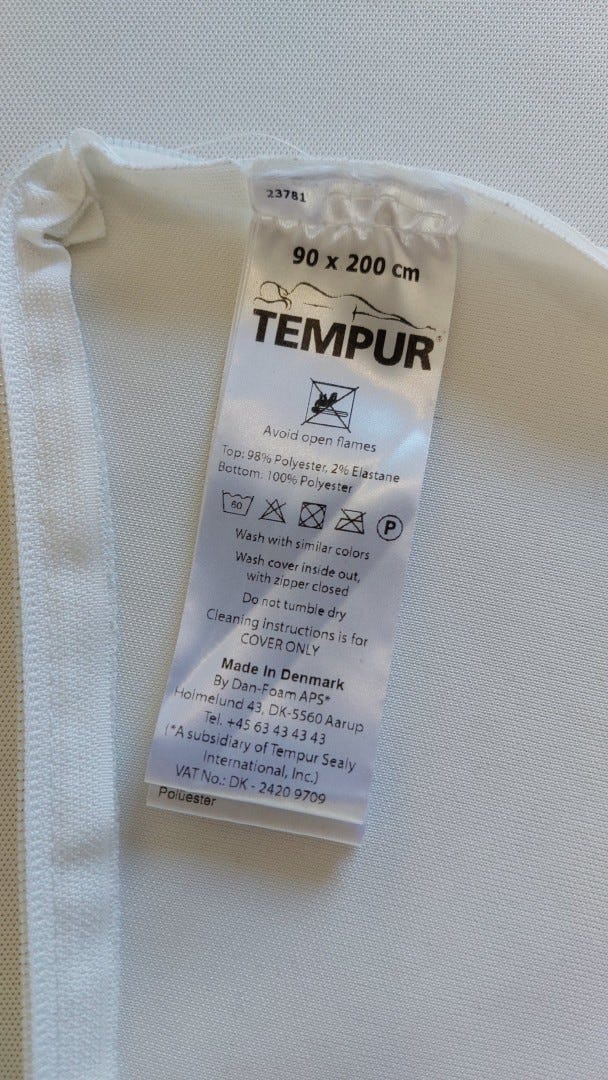 23781
90 x 200 cm
TEMPUR®
Avoid open flames
Top: 98% Polyester, 2% Elastane
Bottom: 100% Polyester
60 P
Wash with similar colors
Wash cover inside out,
with zipper closed
Do not tumble dry
Cleaning instructions is for
COVER ONLY
Made In Denmark
By Dan-Foam APS*
Holmelund 43, DK-5560 Aarup
Tel. +45 63 43 43 43
(*A subsidiary of Tempur Sealy
International, Inc.)
VAT No.: DK - 2420 9709
Poluester